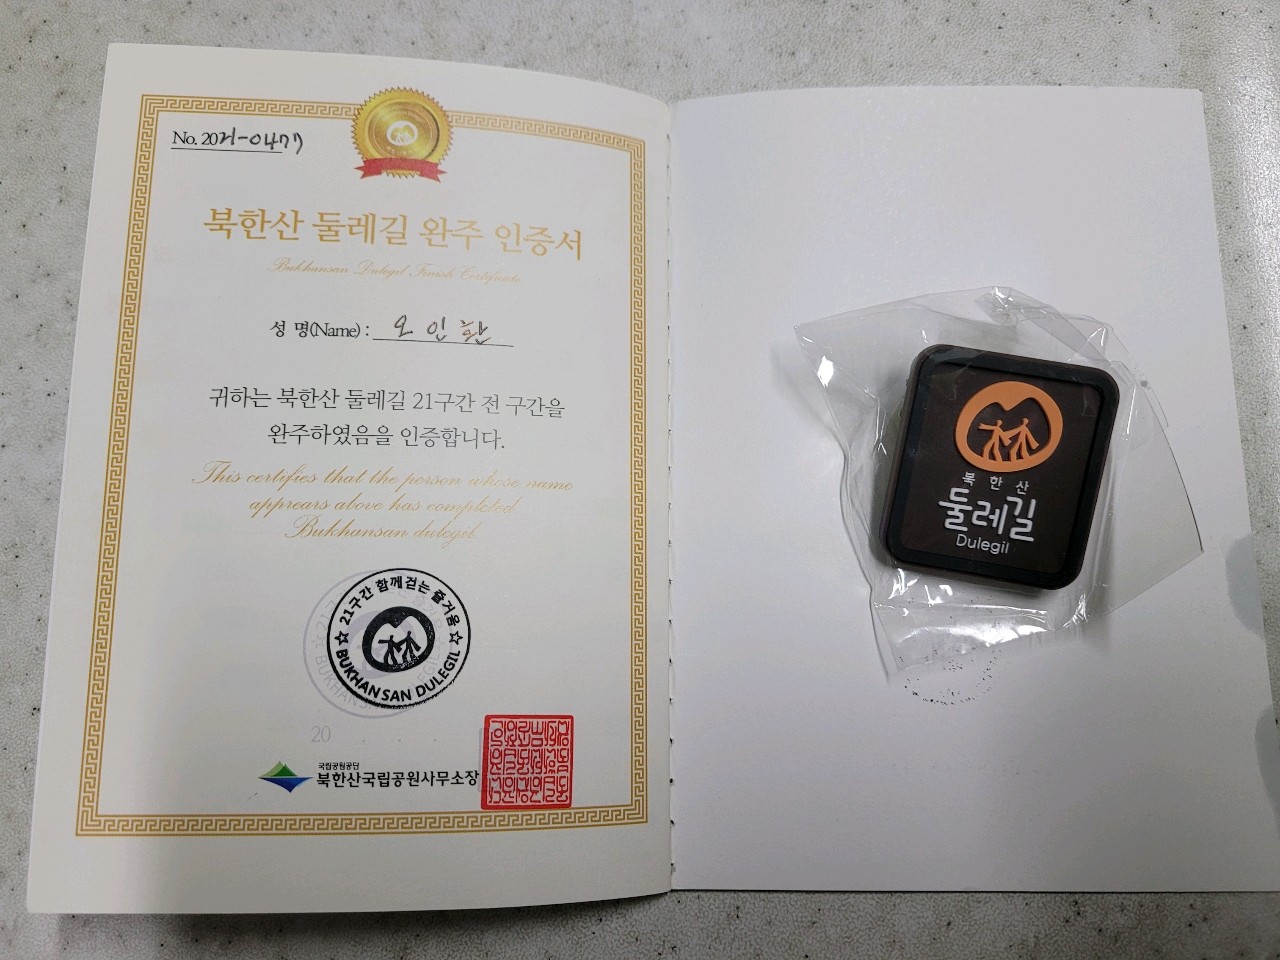 No. 2021-0477
북한산 둘레길 완주 인증서
Bukhansan Dulegil Finish Certificate
성 명(Name) : 오인환
귀하는 북한산 둘레길 21구간 전 구간을
완주하였음을 인증합니다.
This certifies that the person whose name
apprears above has completed
Bukhansan dulegil
21구간 함께걷는 즐거움
BUKHANSAN DULEGIL
20 . . .
국립공원공단
북한산국립공원사무소장
북한산
둘레길
Dulegil